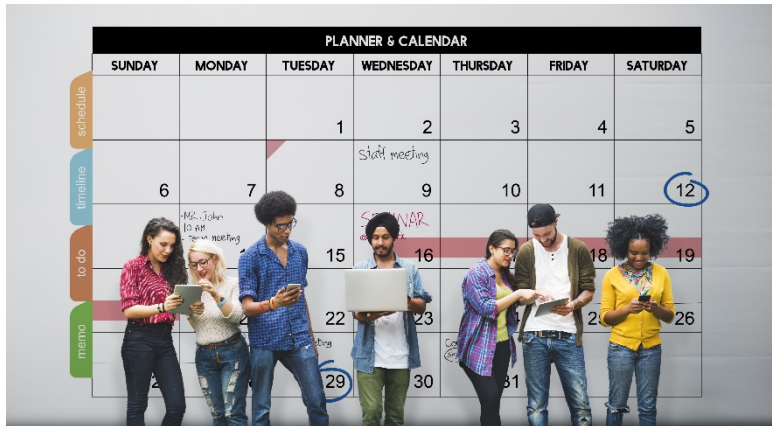 PLANNER & CALENDAR
SUNDAY MONDAY TUESDAY WEDNESDAY THURSDAY FRIDAY SATURDAY
schedule
1 2 3 4 5
Staff meeting
timeline
6 7 8 9 10 11 12
-MR. John
10 AM
- team meeting
to do
15 16 18 19
22 23 26
memo
29 30 31